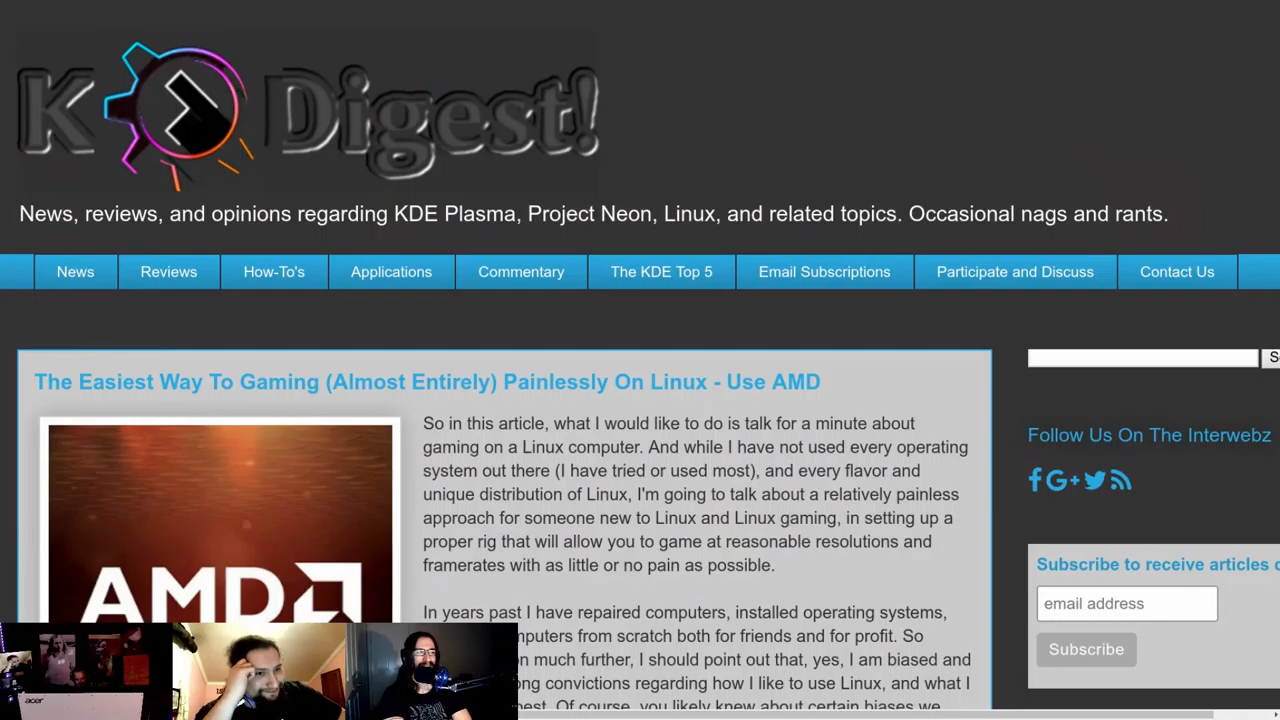 K Digest!
News, reviews, and opinions regarding KDE Plasma, Project Neon, Linux, and related topics. Occasional nags and rants.
News Reviews How-To's Applications Commentary The KDE Top 5 Email Subscriptions Participate and Discuss Contact Us
The Easiest Way To Gaming (Almost Entirely) Painlessly On Linux - Use AMD
AMD
So in this article, what I would like to do is talk for a minute about
gaming on a Linux computer. And while I have not used every operating
system out there (I have tried or used most), and every flavor and
unique distribution of Linux, I'm going to talk about a relatively painless
approach for someone new to Linux and Linux gaming, in setting up a
proper rig that will allow you to game at reasonable resolutions and
framerates with as little or no pain as possible.
In years past I have repaired computers, installed operating systems,
from scratch both for friends and for profit. So
much further, I should point out that, yes, I am biased and
convictions regarding how I like to use Linux, and what I
Of course, you likely knew about certain biases we
Follow Us On The Interwebz
Subscribe to receive articles
email address
Subscribe
acer